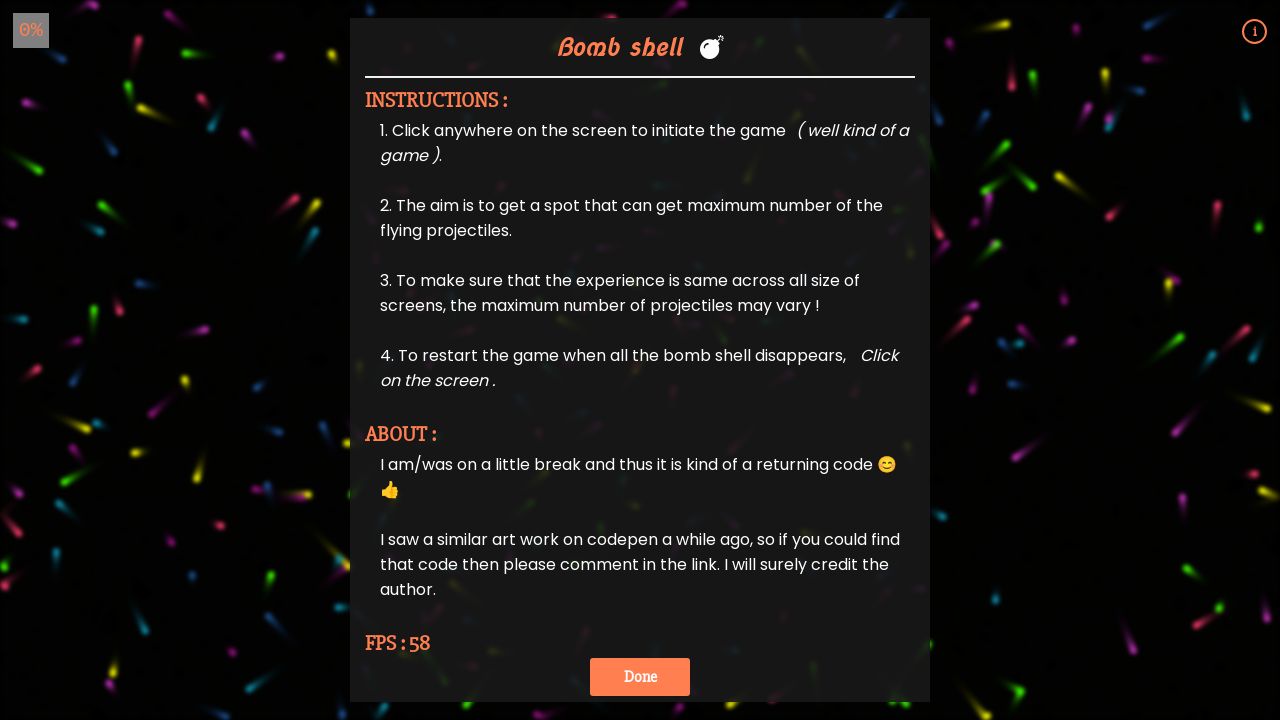 0%
i
Bomb shell 💣
INSTRUCTIONS :
1. Click anywhere on the screen to initiate the game ( well kind of a
game ).
2. The aim is to get a spot that can get maximum number of the
flying projectiles.
3. To make sure that the experience is same across all size of
screens, the maximum number of projectiles may vary !
4. To restart the game when all the bomb shell disappears, Click
on the screen .
ABOUT :
I am/was on a little break and thus it is kind of a returning code 😊
👍
I saw a similar art work on codepen a while ago, so if you could find
that code then please comment in the link. I will surely credit the
author.
FPS : 58
Done